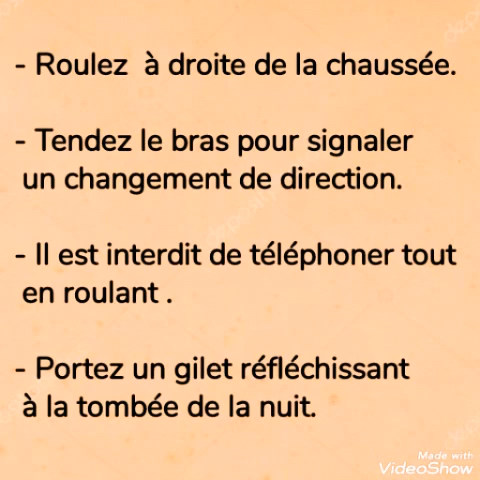 - Roulez  à droite de la chaussée.
- Tendez le bras pour signaler
un changement de direction.
- Il est interdit de téléphoner tout
en roulant .
- Portez un gilet réfléchissant
à la tombée de la nuit.
Made with
VideoShow